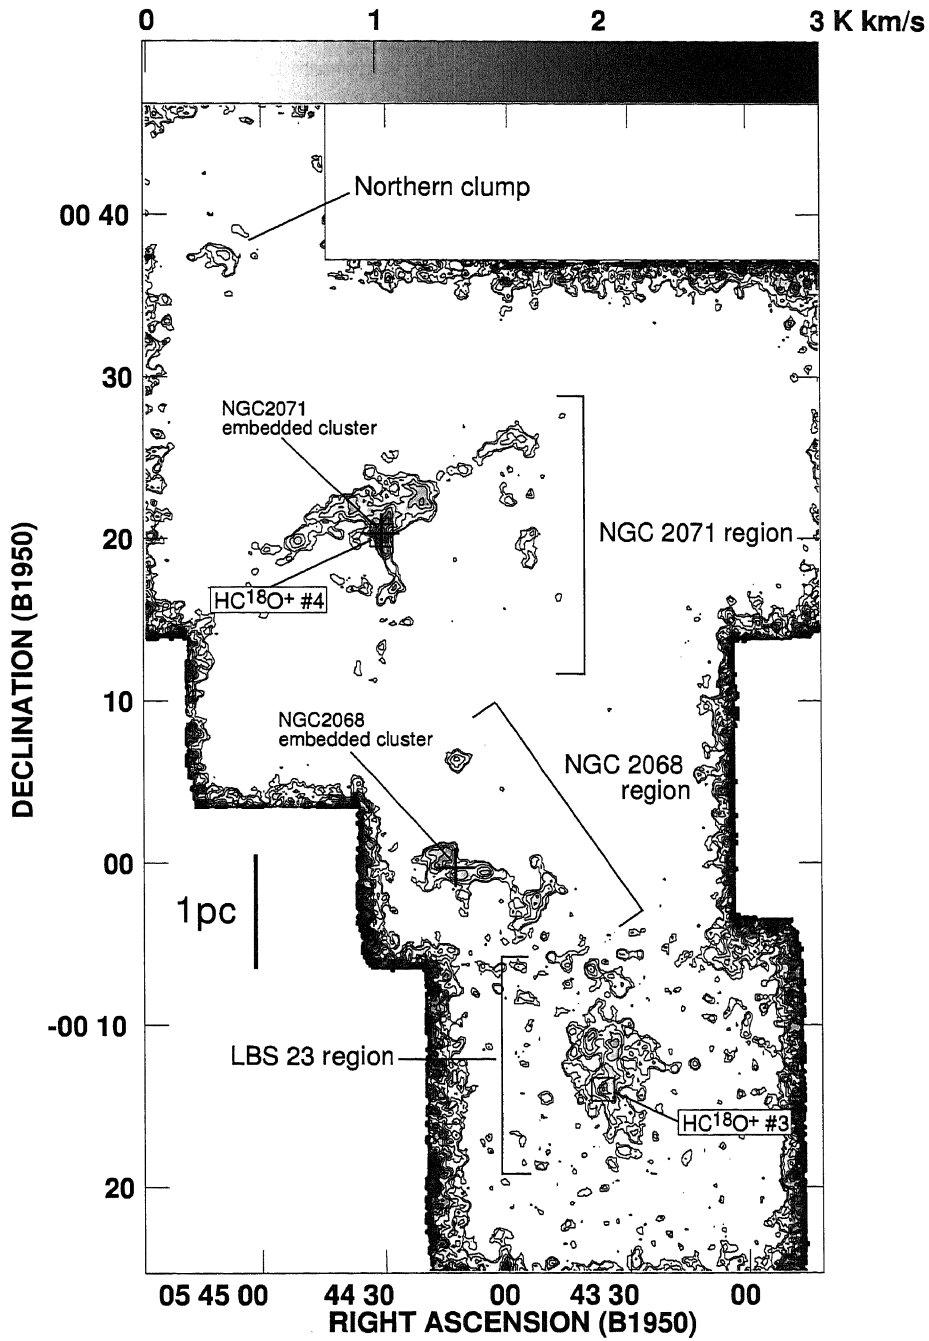 0 1 2 3 K km/s
Northern clump
00 40
30
NGC2071
embedded cluster
NGC 2071 region
20
HC18O+ #4
10
NGC2068
embedded cluster
NGC 2068
region
00
1pc
-00 10
LBS 23 region
HC18O+ #3
20
DECLINATION (B1950)
05 45 00 44 30 00 43 30 00
RIGHT ASCENSION (B1950)